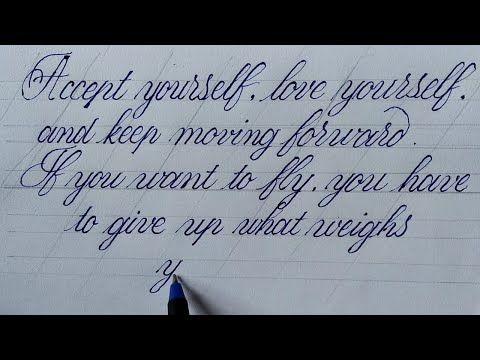 Accept yourself, love yourself,
and keep moving forward.
If you want to fly, you have
to give up what weighs
y